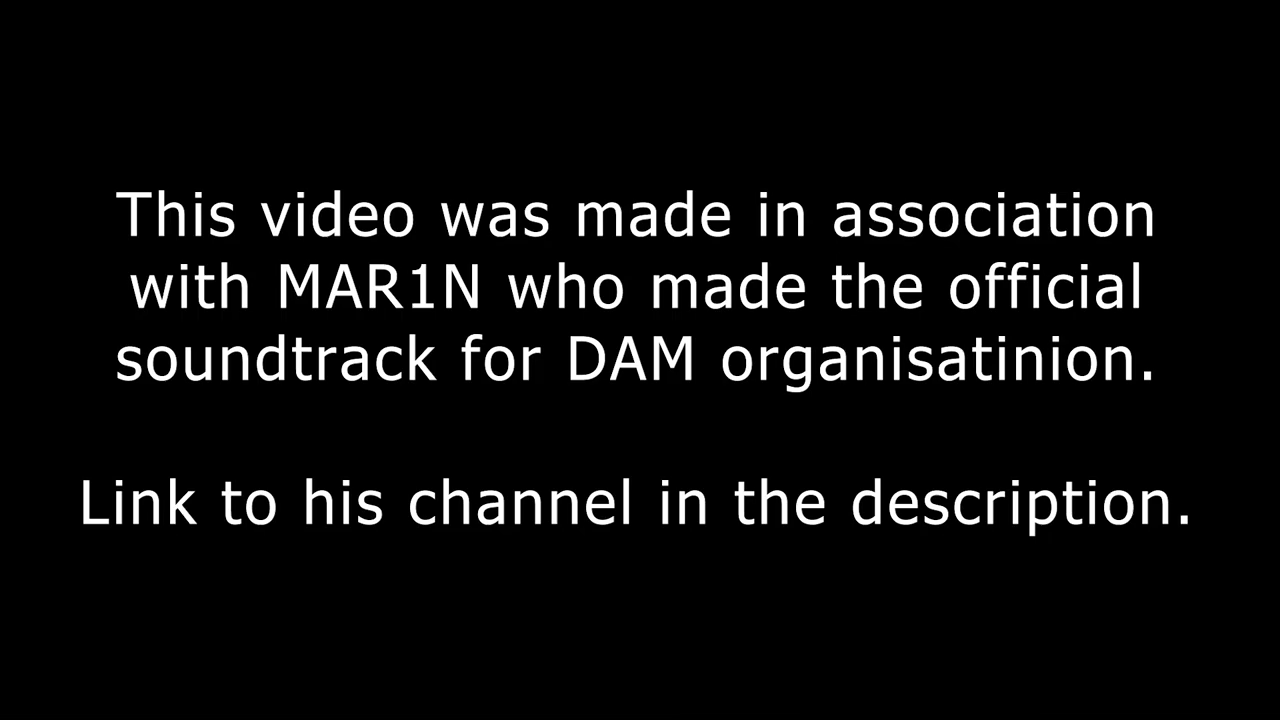 This video was made in association
with MAR1N who made the official
soundtrack for DAM organisatinion.
Link to his channel in the description.